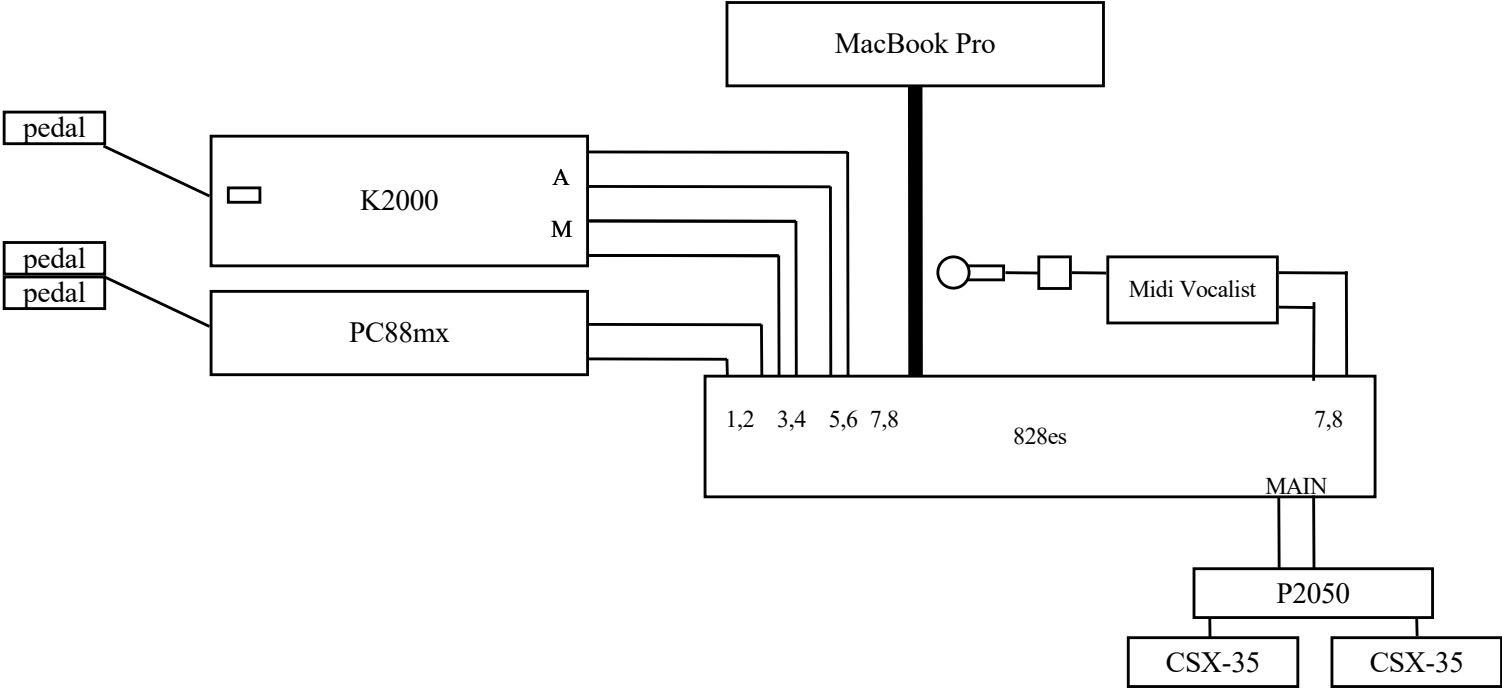 MacBook Pro
pedal
K2000
A
M
pedal
pedal
PC88mx
Midi Vocalist
1,2 3,4 5,6 7,8
828es
7,8
MAIN
P2050
CSX-35
CSX-35